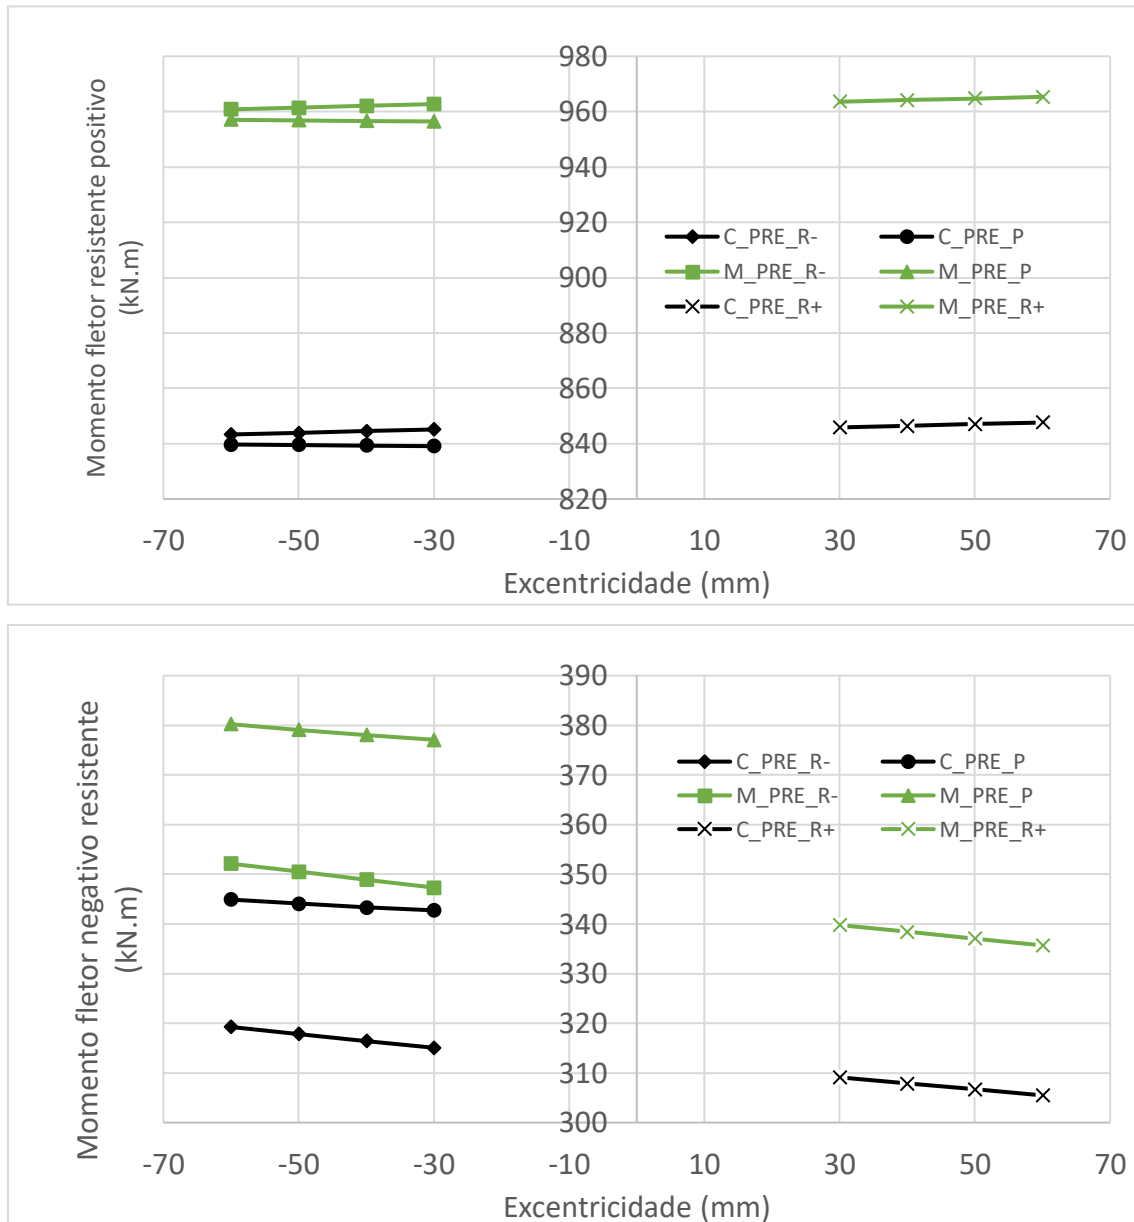 Momento fletor resistente positivo
(kN.m)
980
960
940
920
900
880
860
840
820
C_PRE_R- C_PRE_P
M_PRE_R- M_PRE_P
C_PRE_R+ M_PRE_R+
-70 -50 -30 -10 10 30 50 70
Excentricidade (mm)
Momento fletor negativo resistente
(kN.m)
390
380
370
360
350
340
330
320
310
300
C_PRE_R- C_PRE_P
M_PRE_R- M_PRE_P
C_PRE_R+ M_PRE_R+
-70 -50 -30 -10 10 30 50 70
Excentricidade (mm)